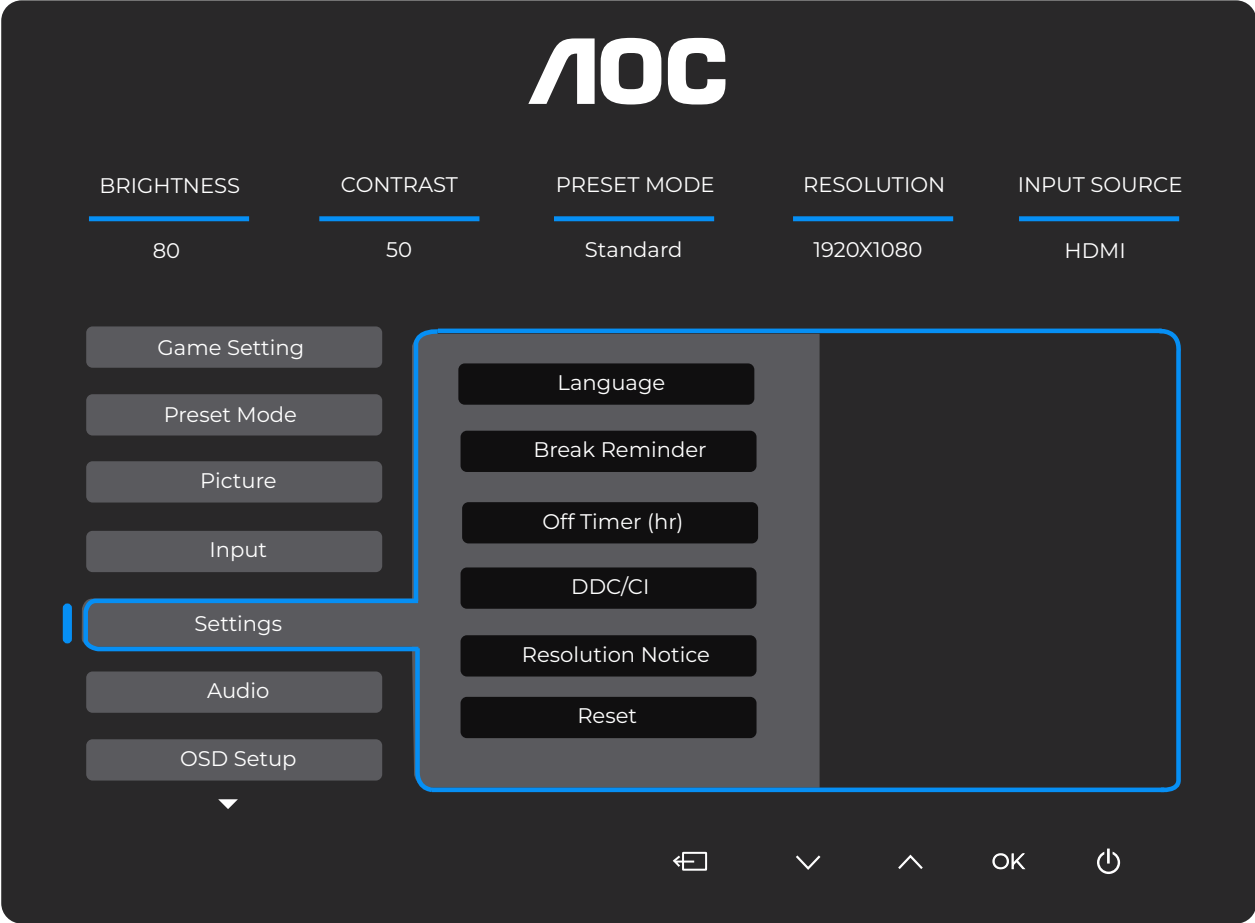 AOC
BRIGHTNESS CONTRAST PRESET MODE RESOLUTION INPUT SOURCE
80 50 Standard 1920X1080 HDMI
Game Setting
Preset Mode
Picture
Input
Settings
Audio
OSD Setup
Language
Break Reminder
Off Timer (hr)
DDC/CI
Resolution Notice
Reset
OK